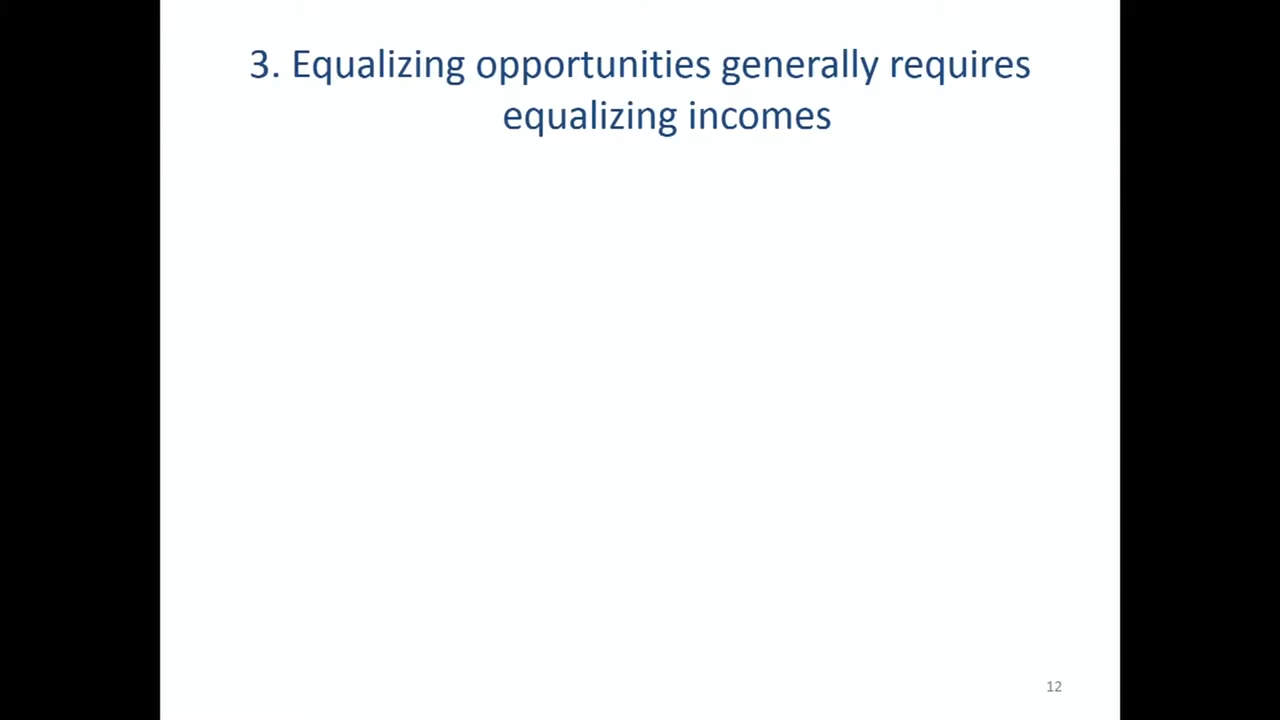 3. Equalizing opportunities generally requires
equalizing incomes
12